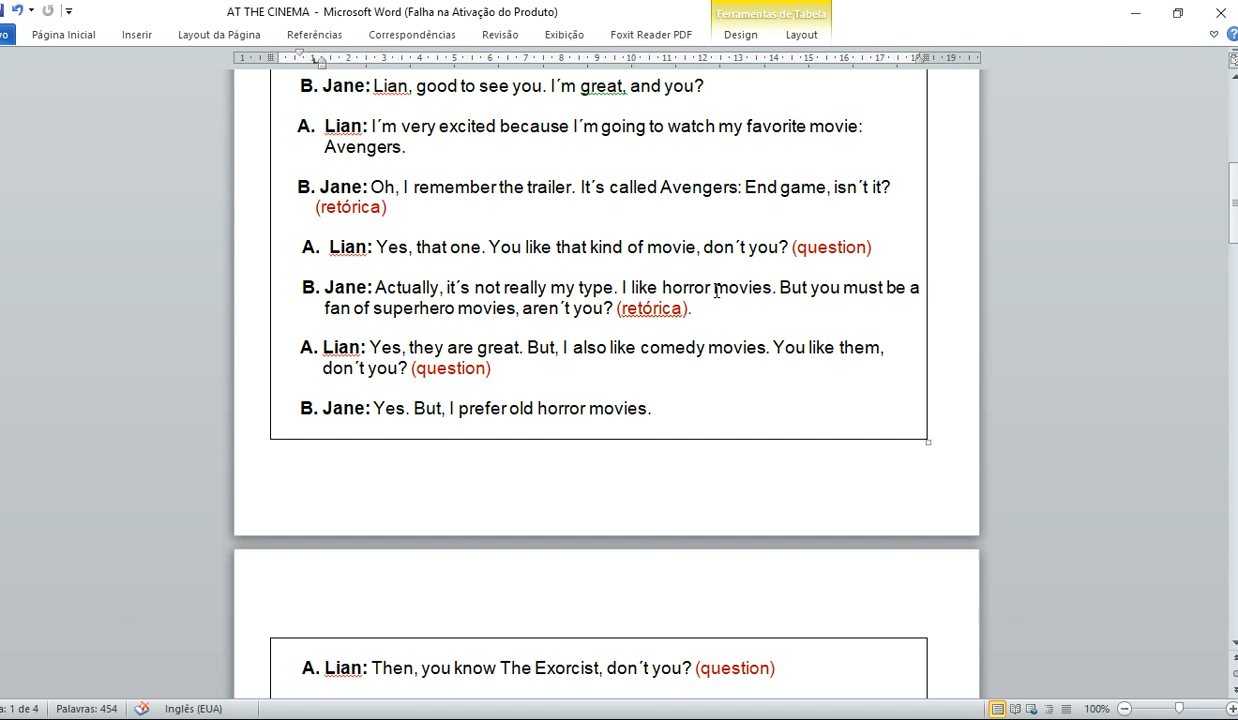 AT THE CINEMA - Microsoft Word (Falha na Ativação do Produto)
Ferramentas de Tabela
Página Inicial Inserir Layout da Página Referências Correspondências Revisão Exibição Foxit Reader PDF Design Layout
B. Jane: Lian, good to see you. I´m great, and you?
A. Lian: I´m very excited because I´m going to watch my favorite movie:
Avengers.
B. Jane: Oh, I remember the trailer. It´s called Avengers: End game, isn´t it?
(retórica)
A. Lian: Yes, that one. You like that kind of movie, don´t you? (question)
B. Jane: Actually, it´s not really my type. I like horror movies. But you must be a
fan of superhero movies, aren´t you? (retórica).
A. Lian: Yes, they are great. But, I also like comedy movies. You like them,
don´t you? (question)
B. Jane: Yes. But, I prefer old horror movies.
A. Lian: Then, you know The Exorcist, don´t you? (question)
a: 1 de 4 Palavras: 454 Inglês (EUA) 100%